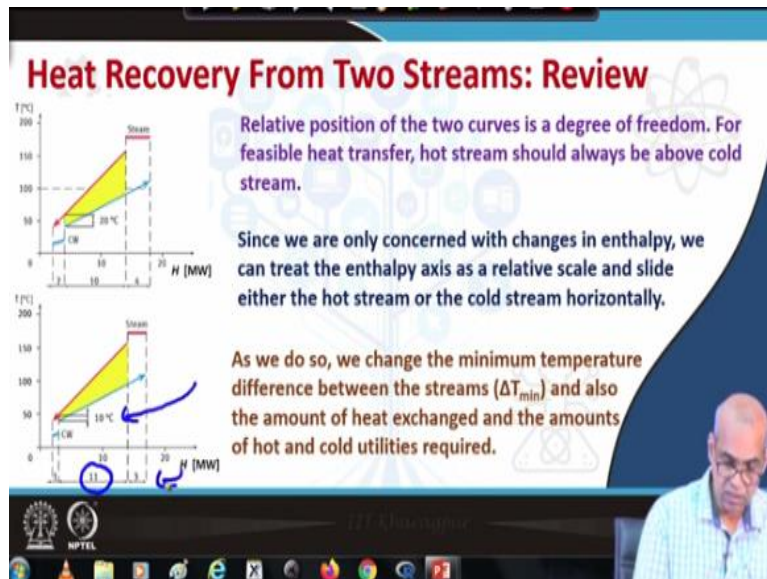 Heat Recovery From Two Streams: Review
T [°C]
200
150
100
50
0
Steam
20 °C
CW
10
20
H [MW]
2
10
4
Relative position of the two curves is a degree of freedom. For
feasible heat transfer, hot stream should always be above cold
stream.
Since we are only concerned with changes in enthalpy, we
can treat the enthalpy axis as a relative scale and slide
either the hot stream or the cold stream horizontally.
T [°C]
200
150
100
50
0
Steam
10 °C
CW
10
20
H [MW]
11
3
As we do so, we change the minimum temperature
difference between the streams (ΔTmin) and also
the amount of heat exchanged and the amounts
of hot and cold utilities required.
IIT Kharagpur
NPTEL